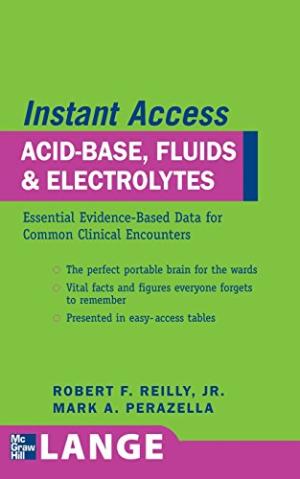 Instant Access
ACID-BASE, FLUIDS
& ELECTROLYTES
Essential Evidence-Based Data for
Common Clinical Encounters
The perfect portable brain for the wards
Vital facts and figures everyone forgets
to remember
Presented in easy-access tables
ROBERT F. REILLY, JR.
MARK A. PERAZELLA
Mc
Graw
Hill
LANGE